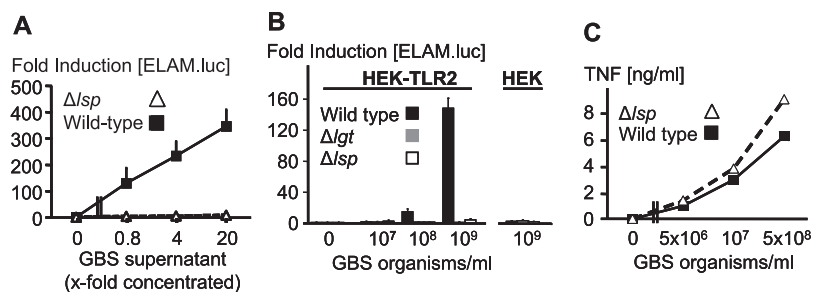 A
Fold Induction [ELAM.luc]
500
400
300
200
100
0
Δlsp
Wild-type
0 0.8 4 20
GBS supernatant
(x-fold concentrated)
B
Fold Induction [ELAM.luc]
HEK-TLR2 HEK
160
120
80
40
0
Wild type
Δlgt
Δlsp
0 10⁷ 10⁸ 10⁹ 10⁹
GBS organisms/ml
C
TNF [ng/ml]
8
6
4
2
0
Δlsp
Wild type
0 5x10⁶ 10⁷ 5x10⁸
GBS organisms/ml